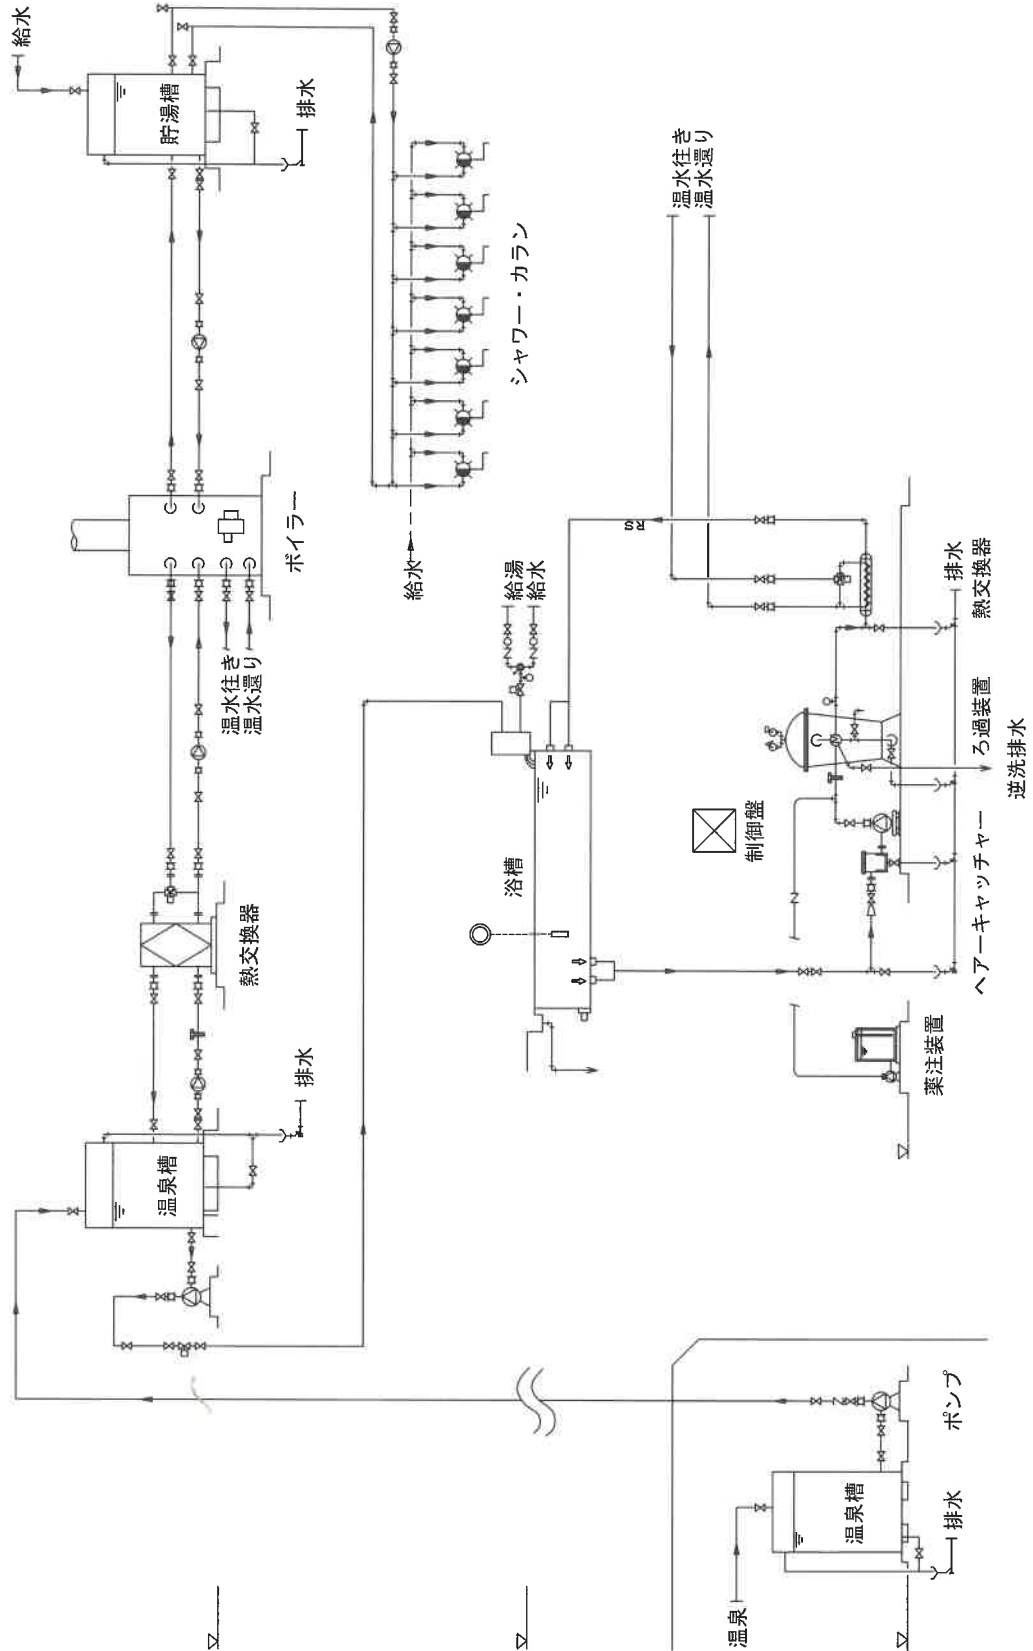 給水
貯湯槽
排水
シャワー・カラン
給水
温水往き
温水還り
ボイラー
温水往き
温水還り
熱交換器
温泉槽
排水
給湯
給水
浴槽
制御盤
RS
排水
熱交換器
ろ過装置
逆洗排水
ヘアーキャッチャー
薬注装置
ポンプ
温泉槽
排水
温泉